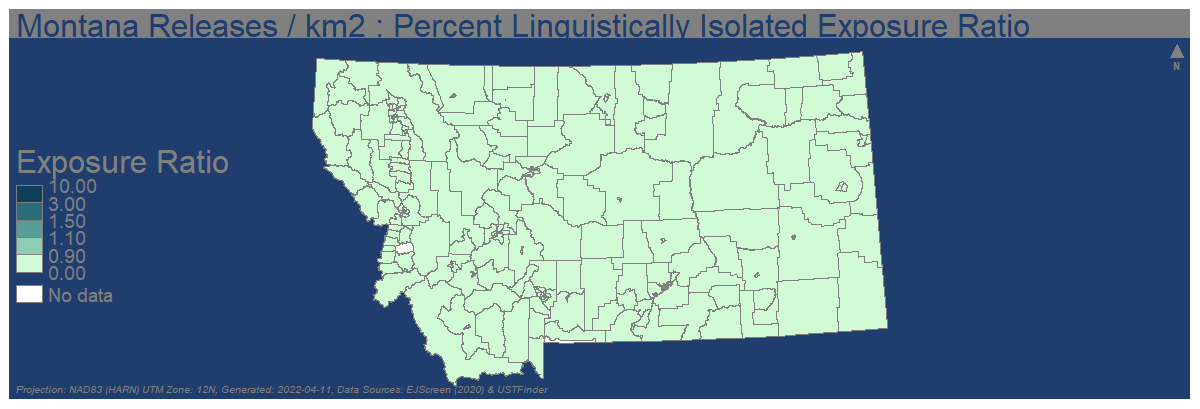 Montana Releases / km2 : Percent Linguistically Isolated Exposure Ratio
N
Exposure Ratio
10.00
3.00
1.50
1.10
0.90
0.00
No data
Projection: NAD83 (HARN) UTM Zone: 12N, Generated: 2022-04-11, Data Sources: EJScreen (2020) & USTFinder